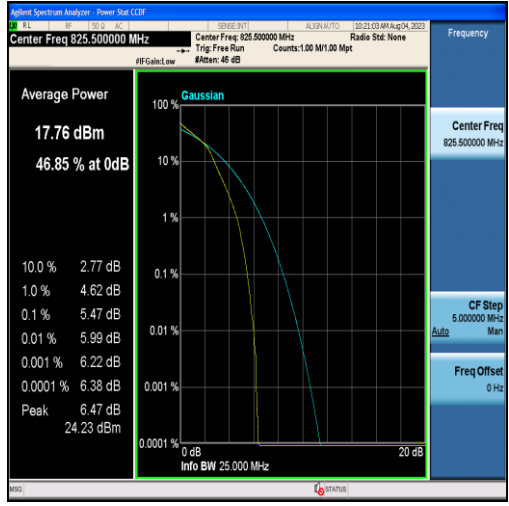 Agilent Spectrum Analyzer - Power Stat CCDF
RL RF 50 Ω AC SENSE:INT ALIGN AUTO 10:21:03 AM Aug 04, 2023
Center Freq 825.500000 MHz
Center Freq: 825.500000 MHz
Radio Std: None
Trig: Free Run
Counts:1.00 M/1.00 Mpt
#IFGain:Low
#Atten: 46 dB
Frequency
Average Power
17.76 dBm
46.85 % at 0dB
10.0 % 2.77 dB
1.0 % 4.62 dB
0.1 % 5.47 dB
0.01 % 5.99 dB
0.001 % 6.22 dB
0.0001 % 6.38 dB
Peak 6.47 dB
24.23 dBm
Gaussian
100 %
10 %
1 %
0.1 %
0.01 %
0.001 %
0.0001 %
0 dB
20 dB
Info BW 25.000 MHz
Center Freq
825.500000 MHz
CF Step
5.000000 MHz
Auto Man
Freq Offset
0 Hz
MSG
STATUS